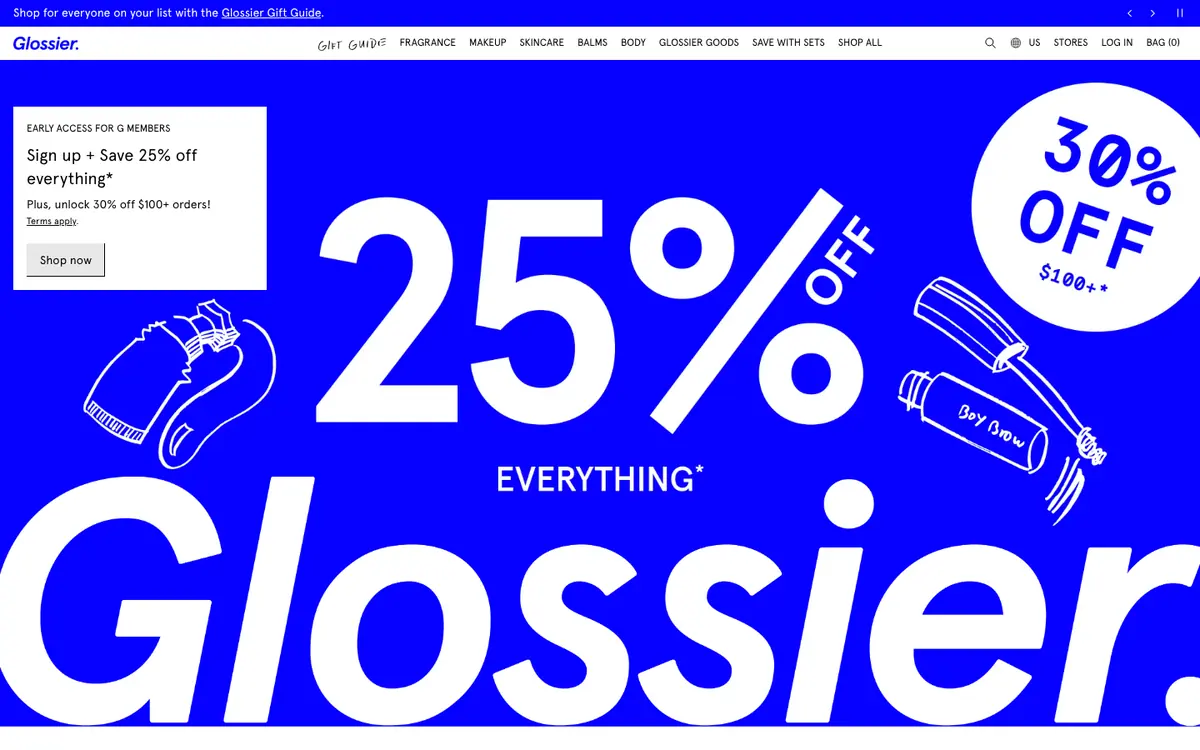 Shop for everyone on your list with the Glossier Gift Guide.
Glossier.
GIFT GUIDE FRAGRANCE MAKEUP SKINCARE BALMS BODY GLOSSIER GOODS SAVE WITH SETS SHOP ALL
US STORES LOG IN BAG (0)
EARLY ACCESS FOR G MEMBERS
Sign up + Save 25% off
everything*
Plus, unlock 30% off $100+ orders!
Terms apply.
Shop now
25% OFF
EVERYTHING*
30%
OFF
$100+*
Boy Brow
Glossier.